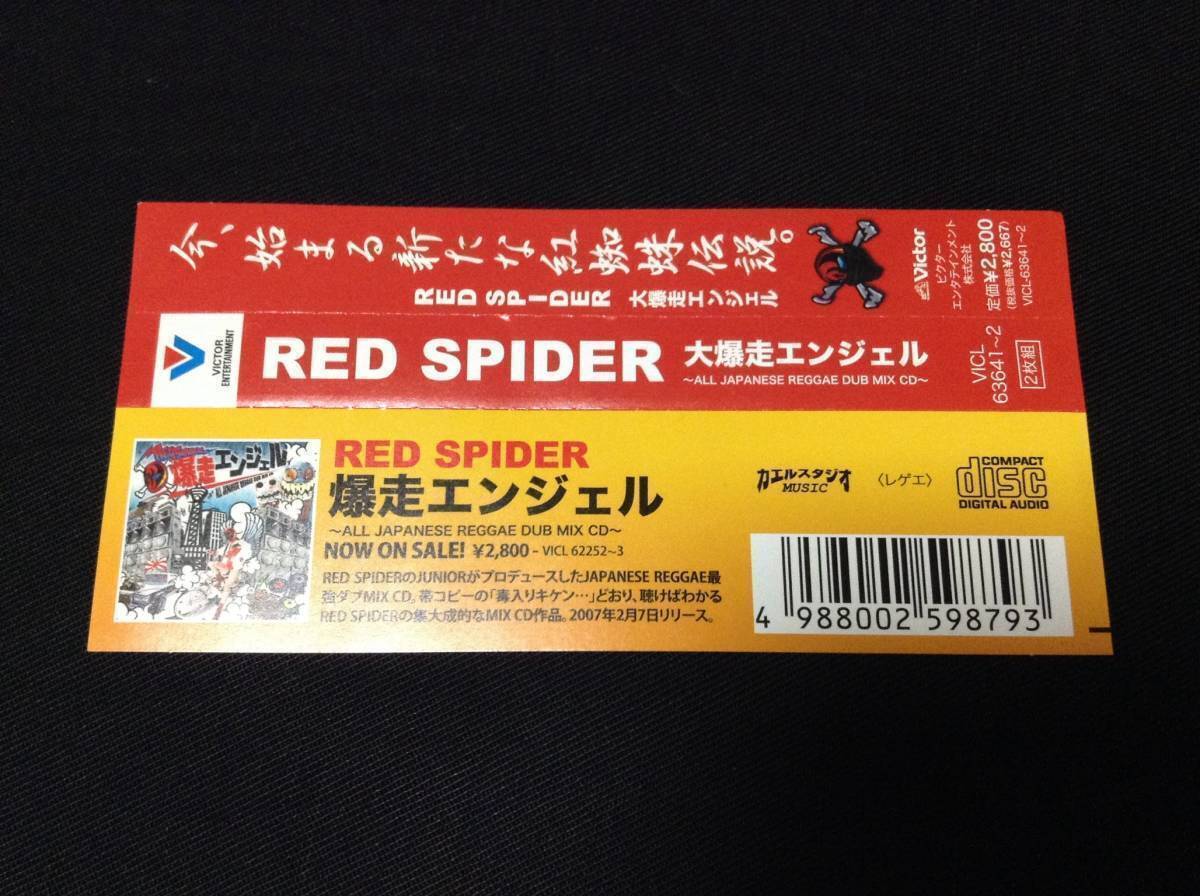 今、始まる新たな紅蜘蛛伝説。
RED SPIDER 大爆走エンジェル
Victor
ビクター
エンタテインメント
株式会社
定価¥2,800
(税抜価格¥2,667)
VICL-63641~2
VICTOR
ENTERTAINMENT
RED SPIDER 大爆走エンジェル
~ALL JAPANESE REGGAE DUB MIX CD~
VICL
63641~2
2枚組
爆走エンジェル
RED SPIDER
爆走エンジェル
~ALL JAPANESE REGGAE DUB MIX CD~
NOW ON SALE! ¥2,800 - VICL 62252~3
RED SPIDERのJUNIORがプロデュースしたJAPANESE REGGAE最
強ダブMIX CD。帯コピーの「毒入りキケン…」どおり、聴けばわかる
RED SPIDERの集大成的なMIX CD作品。2007年2月7日リリース。
カエルスタジオ
MUSIC
〈レゲエ〉
COMPACT
disc
DIGITAL AUDIO
4 988002 598793